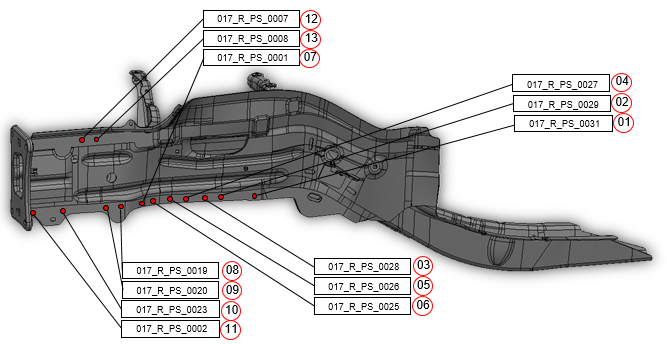 017_R_PS_0007 12
017_R_PS_0008 13
017_R_PS_0001 07
017_R_PS_0027 04
017_R_PS_0029 02
017_R_PS_0031 01
017_R_PS_0019 08
017_R_PS_0020 09
017_R_PS_0023 10
017_R_PS_0002 11
017_R_PS_0028 03
017_R_PS_0026 05
017_R_PS_0025 06